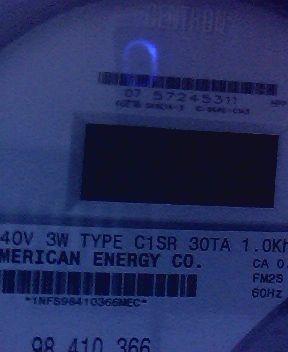 CENTRON
07 57245311
40V 3W TYPE C1SR 30TA 1.0Kh
MERICAN ENERGY CO.
CA 0.
FM2S
60Hz
*1NFS98410366MEC*
98 410 366